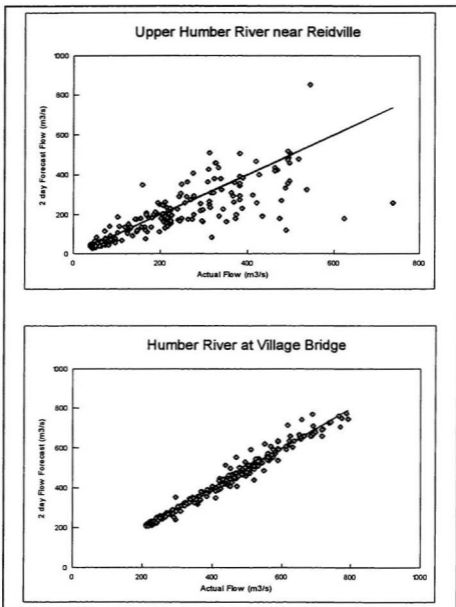 Upper Humber River near Reidville
2 day Forecast Flow (m3/s)
1000
800
600
400
200
0
0 200 400 600 800
Actual Flow (m3/s)
Humber River at Village Bridge
2 day Flow Forecast (m3/s)
1000
800
600
400
200
0
0 200 400 600 800 1000
Actual Flow (m3/s)